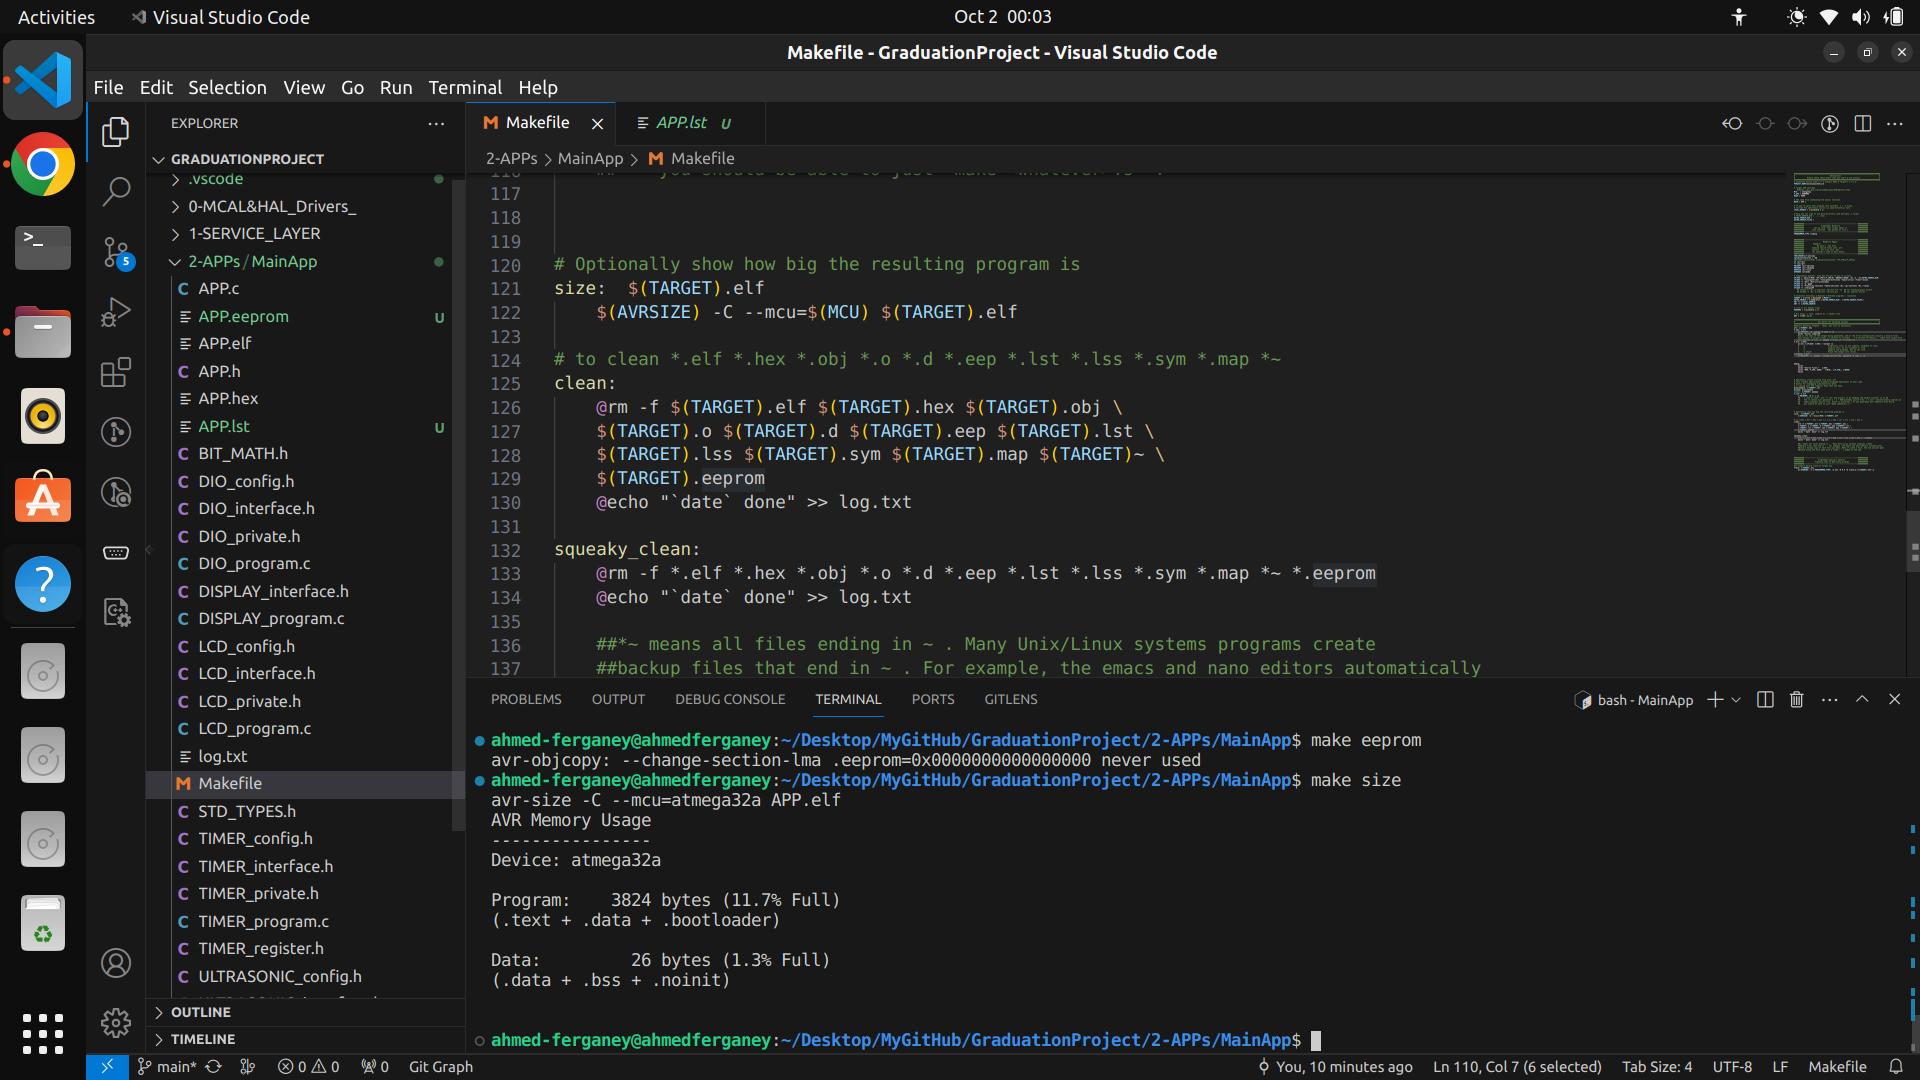 Activities
Visual Studio Code
Oct 2 00:03
Makefile - GraduationProject - Visual Studio Code
File Edit Selection View Go Run Terminal Help
EXPLORER
GRADUATIONPROJECT
.vscode
0-MCAL&HAL_Drivers_
1-SERVICE_LAYER
2-APPs/MainApp
APP.c
APP.eeprom U
APP.elf
APP.h
APP.hex
APP.lst U
BIT_MATH.h
DIO_config.h
DIO_interface.h
DIO_private.h
DIO_program.c
DISPLAY_interface.h
DISPLAY_program.c
LCD_config.h
LCD_interface.h
LCD_private.h
LCD_program.c
log.txt
Makefile
STD_TYPES.h
TIMER_config.h
TIMER_interface.h
TIMER_private.h
TIMER_program.c
TIMER_register.h
ULTRASONIC_config.h
OUTLINE
TIMELINE
5
Makefile
APP.lst U
2-APPs > MainApp > Makefile
117
118
119
120 # Optionally show how big the resulting program is
121 size:  $(TARGET).elf
122     $(AVRSIZE) -C --mcu=$(MCU) $(TARGET).elf
123
124 # to clean *.elf *.hex *.obj *.o *.d *.eep *.lst *.lss *.sym *.map *~
125 clean:
126     @rm -f $(TARGET).elf $(TARGET).hex $(TARGET).obj \
127     $(TARGET).o $(TARGET).d $(TARGET).eep $(TARGET).lst \
128     $(TARGET).lss $(TARGET).sym $(TARGET).map $(TARGET)~ \
129     $(TARGET).eeprom
130     @echo "`date` done" >> log.txt
131
132 squeaky_clean:
133     @rm -f *.elf *.hex *.obj *.o *.d *.eep *.lst *.lss *.sym *.map *~ *.eeprom
134     @echo "`date` done" >> log.txt
135
136     ##*~ means all files ending in ~ . Many Unix/Linux systems programs create
137     ##backup files that end in ~ . For example, the emacs and nano editors automatically
PROBLEMS OUTPUT DEBUG CONSOLE TERMINAL PORTS GITLENS
bash - MainApp
ahmed-ferganey@ahmedferganey:~/Desktop/MyGitHub/GraduationProject/2-APPs/MainApp$ make eeprom
avr-objcopy: --change-section-lma .eeprom=0x0000000000000000 never used
ahmed-ferganey@ahmedferganey:~/Desktop/MyGitHub/GraduationProject/2-APPs/MainApp$ make size
avr-size -C --mcu=atmega32a APP.elf
AVR Memory Usage
----------------
Device: atmega32a
Program:    3824 bytes (11.7% Full)
(.text + .data + .bootloader)
Data:         26 bytes (1.3% Full)
(.data + .bss + .noinit)
ahmed-ferganey@ahmedferganey:~/Desktop/MyGitHub/GraduationProject/2-APPs/MainApp$
main* 0 0 0 Git Graph
You, 10 minutes ago Ln 110, Col 7 (6 selected) Tab Size: 4 UTF-8 LF Makefile